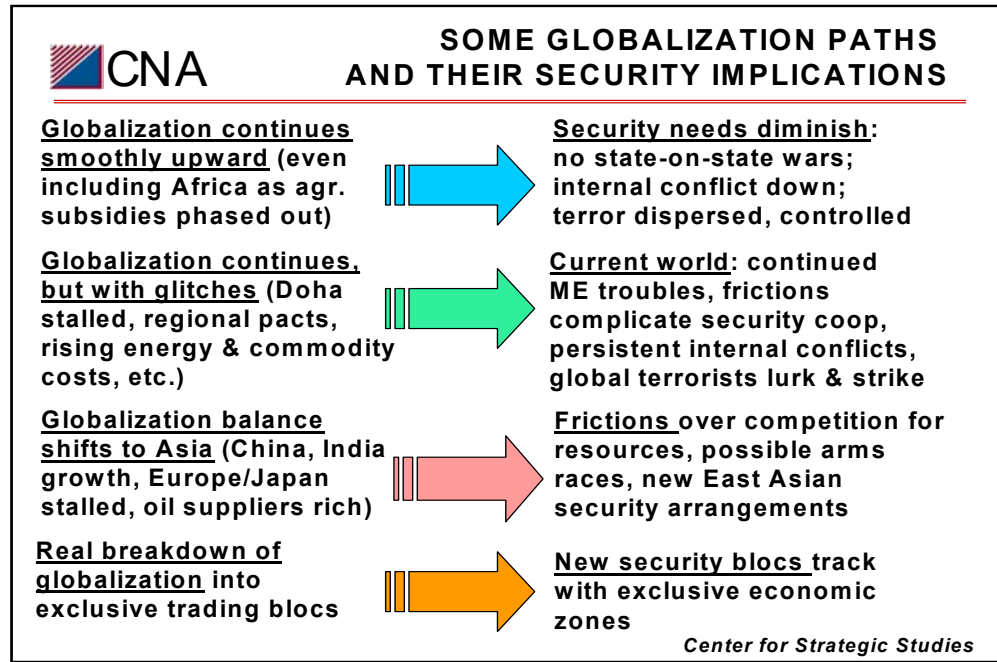 CNA
SOME GLOBALIZATION PATHS
AND THEIR SECURITY IMPLICATIONS
Globalization continues
smoothly upward (even
including Africa as agr.
subsidies phased out)
Security needs diminish:
no state-on-state wars;
internal conflict down;
terror dispersed, controlled
Globalization continues,
but with glitches (Doha
stalled, regional pacts,
rising energy & commodity
costs, etc.)
Current world: continued
ME troubles, frictions
complicate security coop,
persistent internal conflicts,
global terrorists lurk & strike
Globalization balance
shifts to Asia (China, India
growth, Europe/Japan
stalled, oil suppliers rich)
Frictions over competition for
resources, possible arms
races, new East Asian
security arrangements
Real breakdown of
globalization into
exclusive trading blocs
New security blocs track
with exclusive economic
zones
Center for Strategic Studies